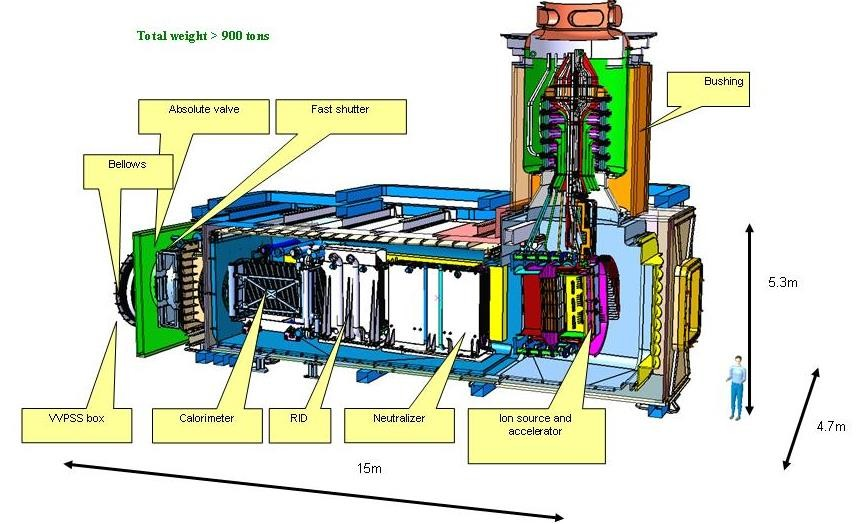 Total weight > 900 tons
Bushing
Absolute valve
Fast shutter
Bellows
5.3m
VVPSS box
Calorimeter
RID
Neutralizer
Ion source and
accelerator
4.7m
15m